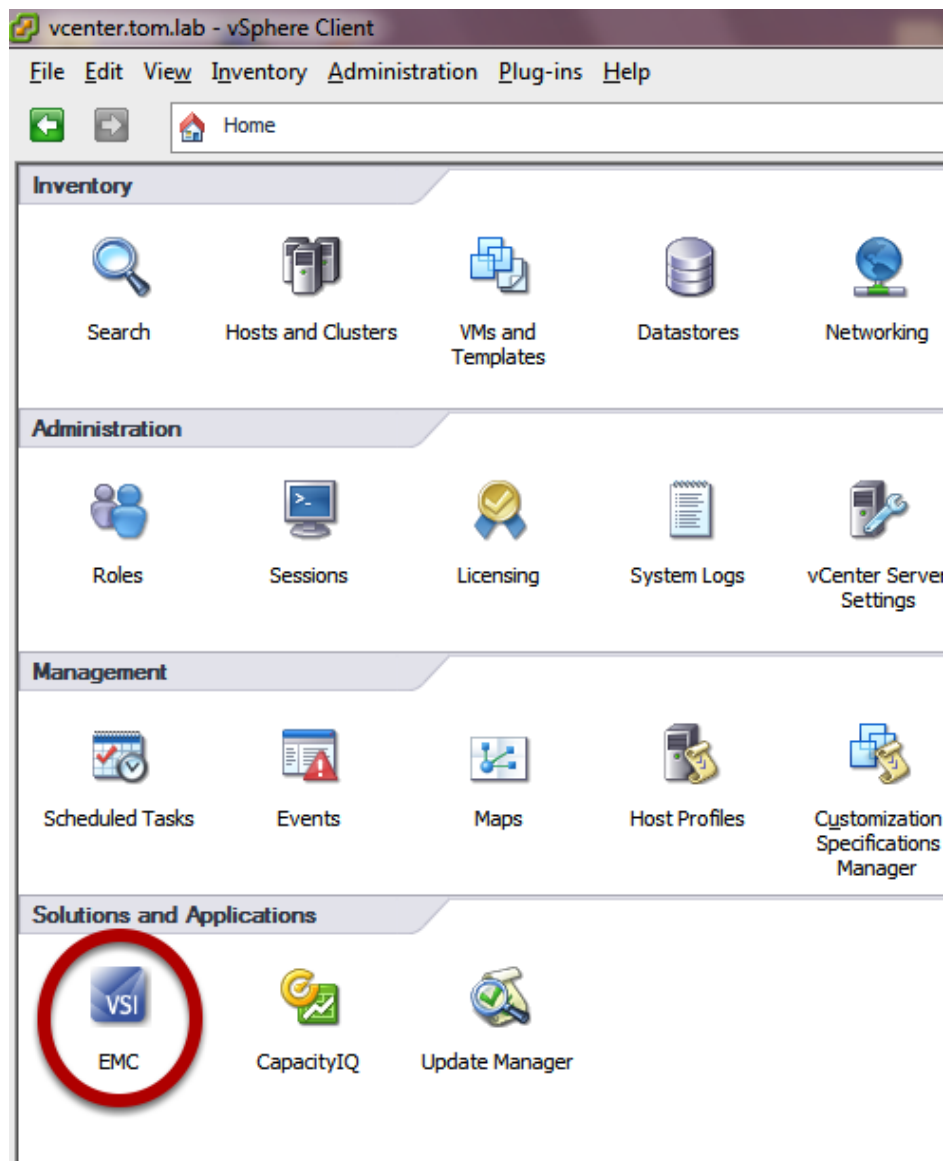 vcenter.tom.lab - vSphere Client
File Edit View Inventory Administration Plug-ins Help
Home
Inventory
Search Hosts and Clusters VMs and Templates Datastores Networking
Administration
Roles Sessions Licensing System Logs vCenter Server Settings
Management
Scheduled Tasks Events Maps Host Profiles Customization Specifications Manager
Solutions and Applications
VSI
EMC CapacityIQ Update Manager